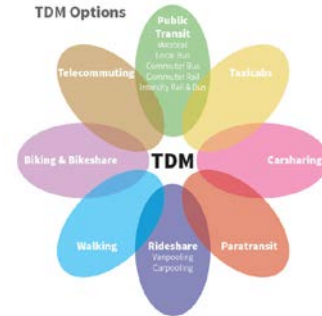 TDM Options
Public
Transit
Metrorail
Local Bus
Commuter Bus
Commuter Rail
Intercity Rail & Bus
Telecommuting
Taxicabs
Biking & Bikeshare
TDM
Carsharing
Walking
Rideshare
Vanpooling
Carpooling
Paratransit